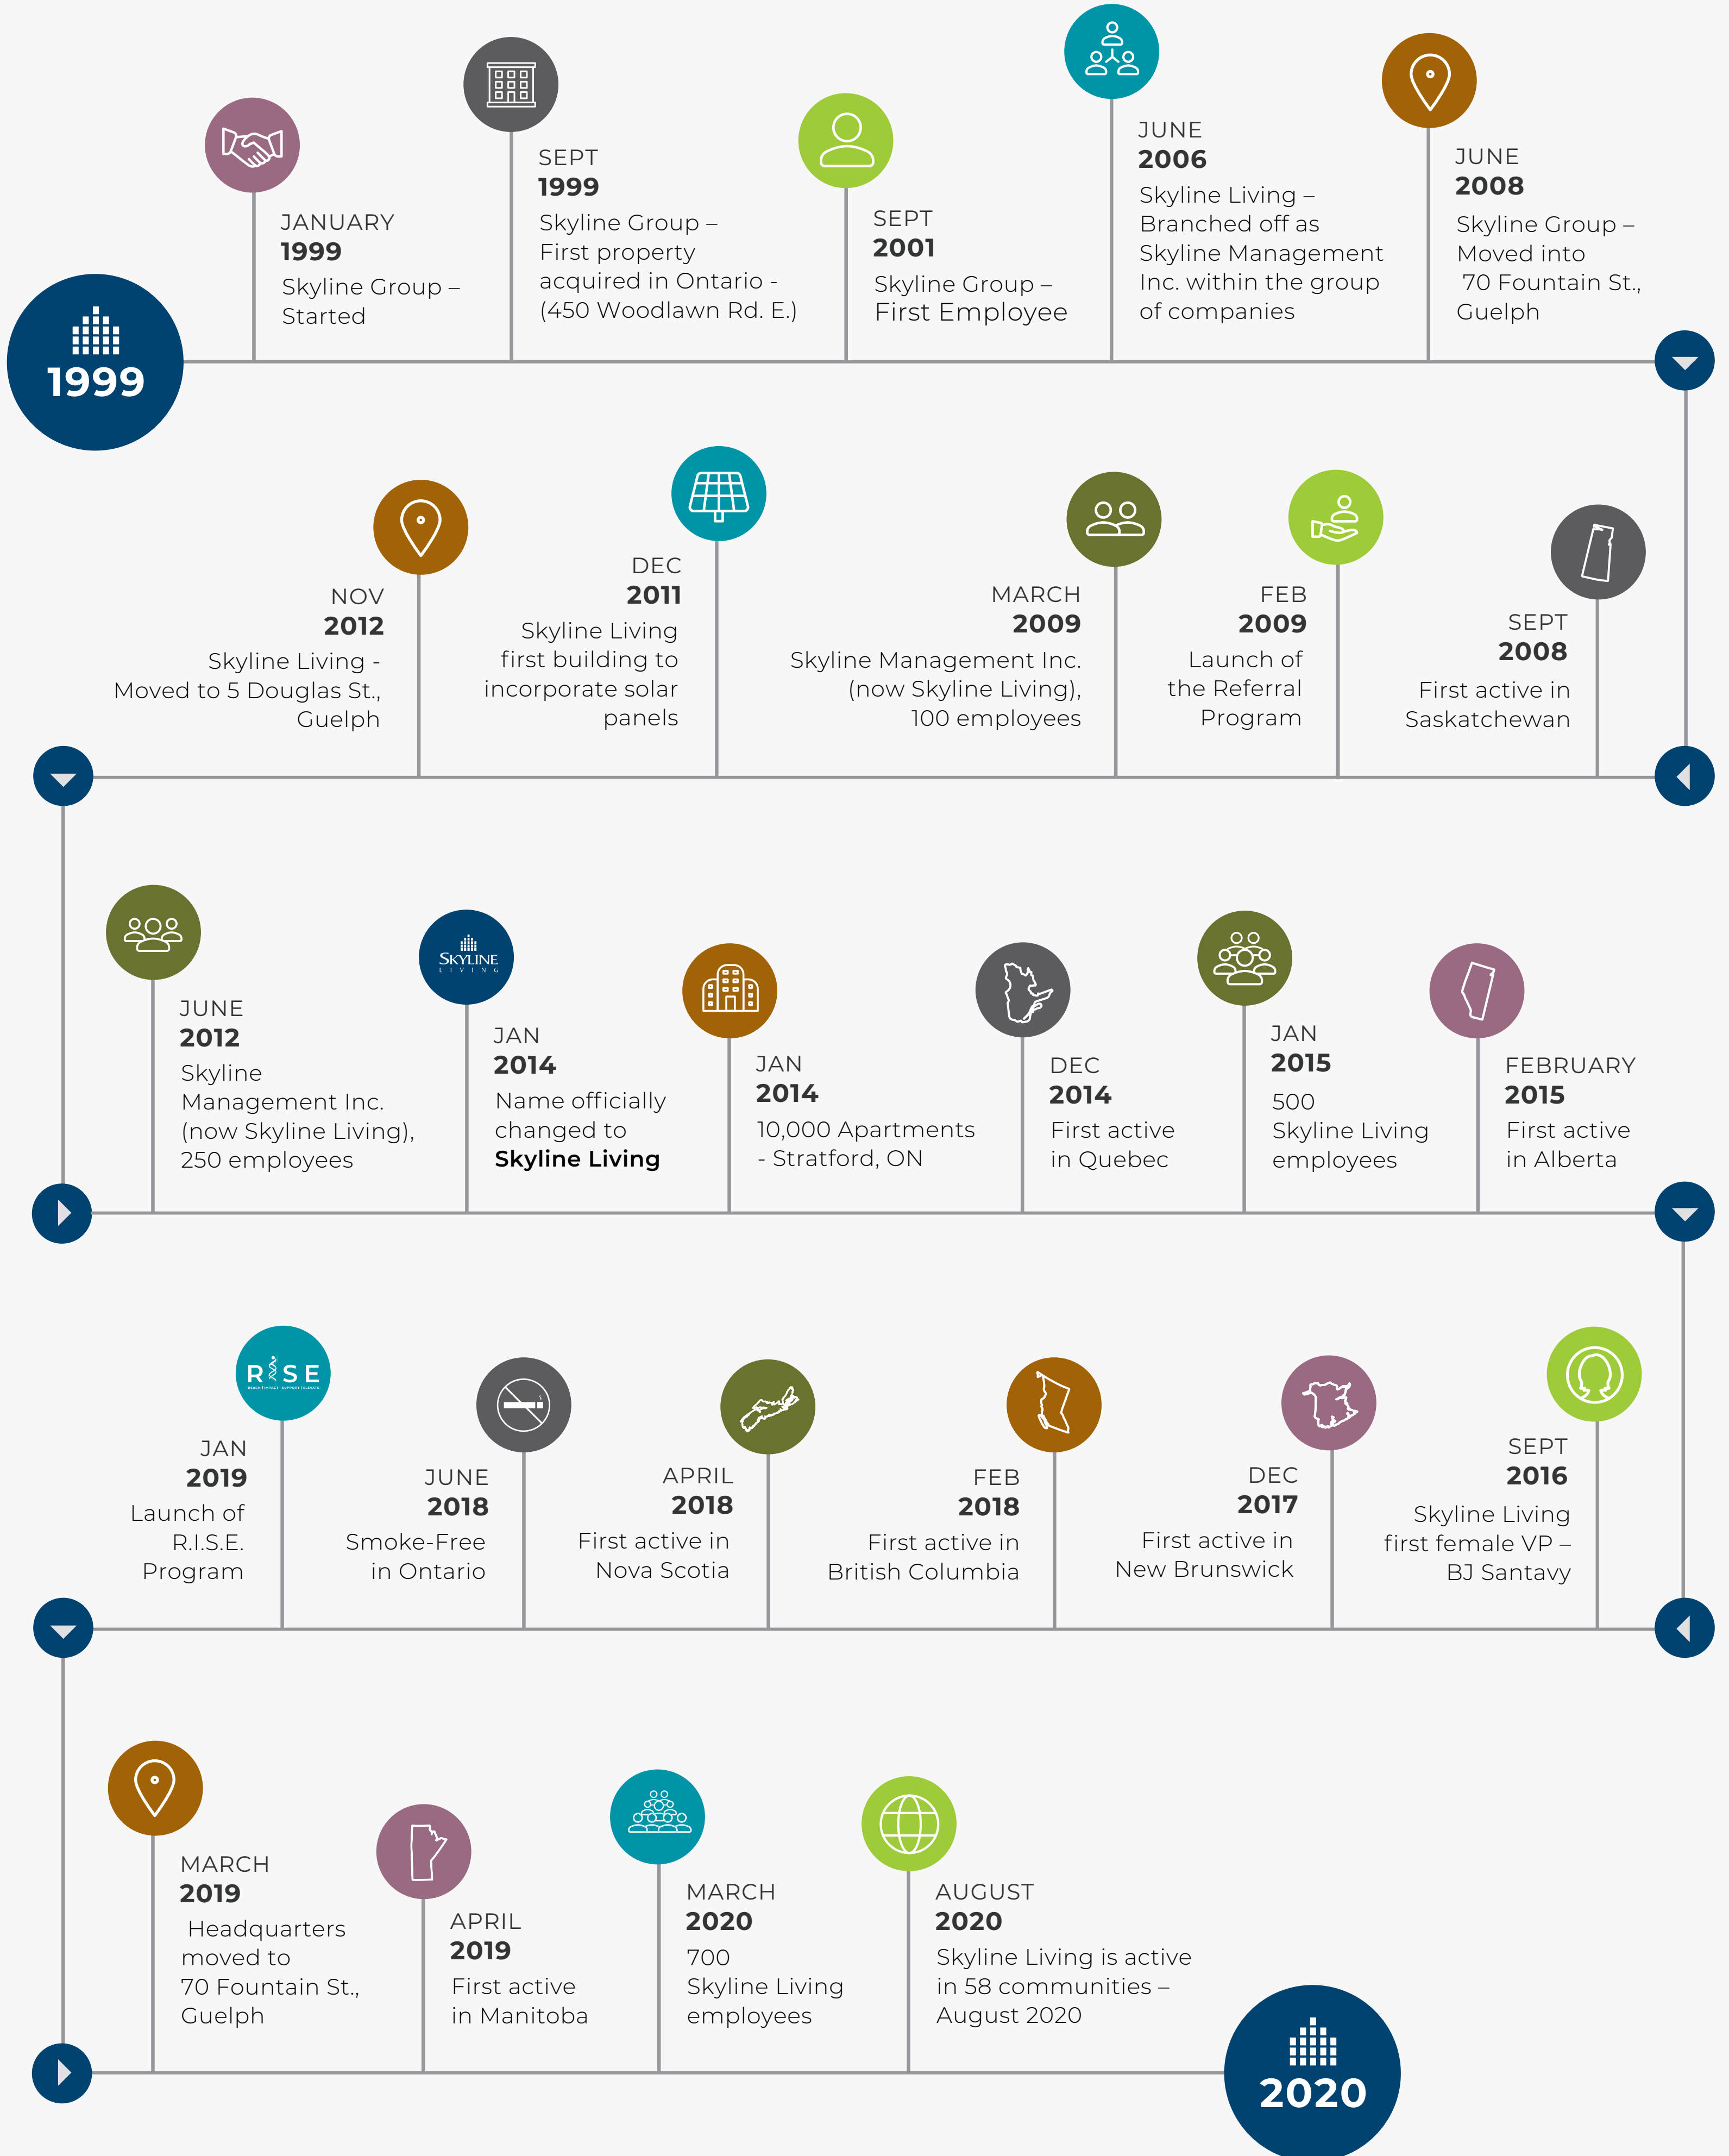 1999
JANUARY
1999
Skyline Group –
Started
SEPT
1999
Skyline Group –
First property
acquired in Ontario -
(450 Woodlawn Rd. E.)
SEPT
2001
Skyline Group –
First Employee
JUNE
2006
Skyline Living –
Branched off as
Skyline Management
Inc. within the group
of companies
JUNE
2008
Skyline Group –
Moved into
70 Fountain St.,
Guelph
SEPT
2008
First active in
Saskatchewan
FEB
2009
Launch of
the Referral
Program
MARCH
2009
Skyline Management Inc.
(now Skyline Living),
100 employees
DEC
2011
Skyline Living
first building to
incorporate solar
panels
NOV
2012
Skyline Living -
Moved to 5 Douglas St.,
Guelph
JUNE
2012
Skyline
Management Inc.
(now Skyline Living),
250 employees
SKYLINE
LIVING
JAN
2014
Name officially
changed to
Skyline Living
JAN
2014
10,000 Apartments
- Stratford, ON
DEC
2014
First active
in Quebec
JAN
2015
500
Skyline Living
employees
FEBRUARY
2015
First active
in Alberta
SEPT
2016
Skyline Living
first female VP –
BJ Santavy
DEC
2017
First active in
New Brunswick
FEB
2018
First active in
British Columbia
APRIL
2018
First active in
Nova Scotia
JUNE
2018
Smoke-Free
in Ontario
RISE
REACH | IMPACT | SUPPORT | ELEVATE
JAN
2019
Launch of
R.I.S.E.
Program
MARCH
2019
Headquarters
moved to
70 Fountain St.,
Guelph
APRIL
2019
First active
in Manitoba
MARCH
2020
700
Skyline Living
employees
AUGUST
2020
Skyline Living is active
in 58 communities –
August 2020
2020